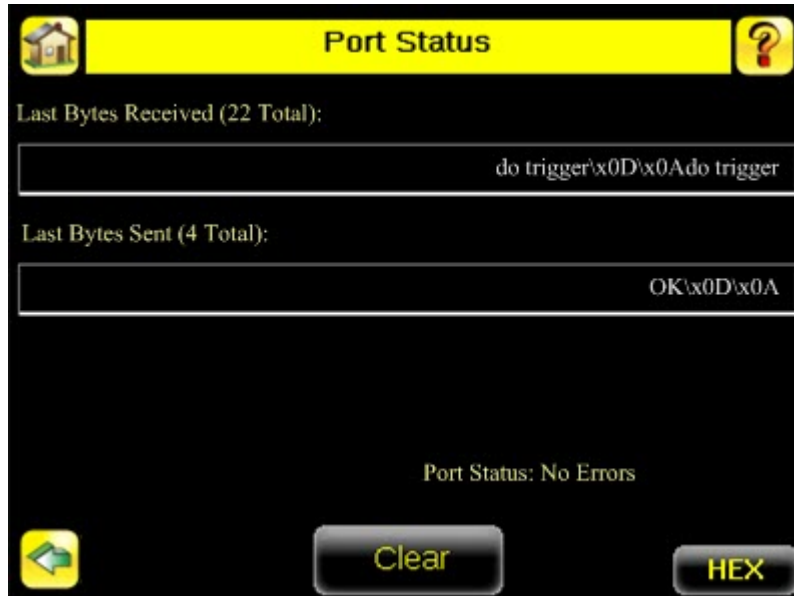 Port Status
?
Last Bytes Received (22 Total):
do trigger\x0D\x0Ado trigger
Last Bytes Sent (4 Total):
OK\x0D\x0A
Port Status: No Errors
Clear
HEX